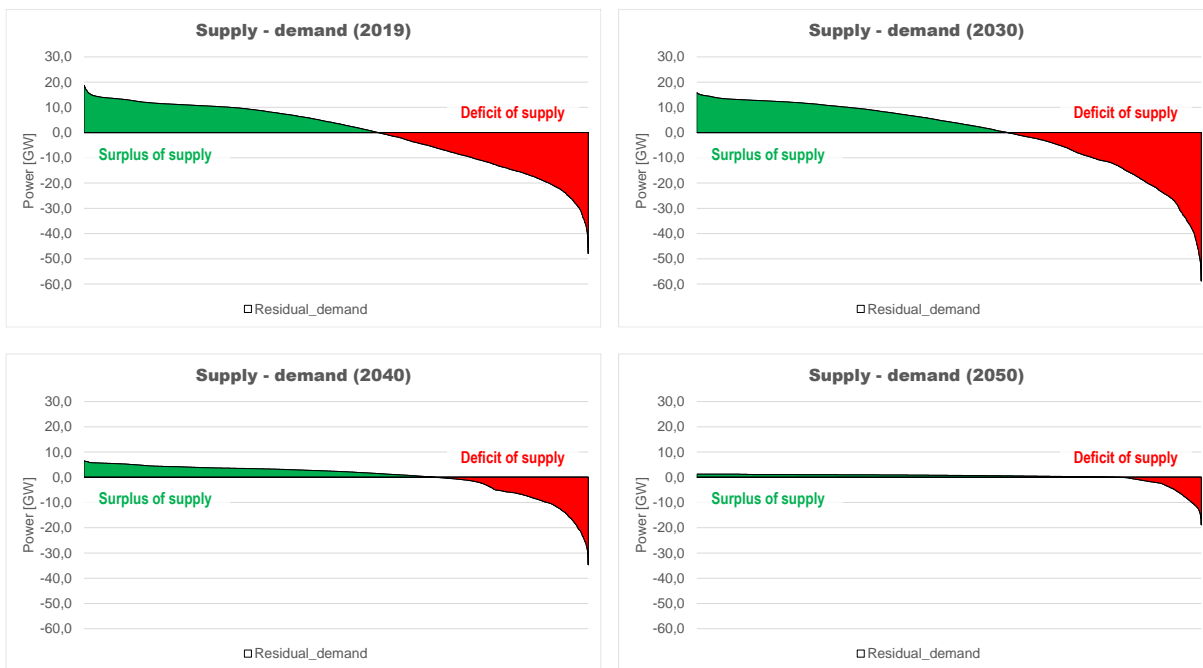 Supply - demand (2019)
30,0
20,0
10,0
0,0
-10,0
-20,0
-30,0
-40,0
-50,0
-60,0
Power [GW]
Deficit of supply
Surplus of supply
Residual_demand
Supply - demand (2030)
30,0
20,0
10,0
0,0
-10,0
-20,0
-30,0
-40,0
-50,0
-60,0
Power [GW]
Deficit of supply
Surplus of supply
Residual_demand
Supply - demand (2040)
30,0
20,0
10,0
0,0
-10,0
-20,0
-30,0
-40,0
-50,0
-60,0
Power [GW]
Deficit of supply
Surplus of supply
Residual_demand
Supply - demand (2050)
30,0
20,0
10,0
0,0
-10,0
-20,0
-30,0
-40,0
-50,0
-60,0
Power [GW]
Deficit of supply
Surplus of supply
Residual_demand